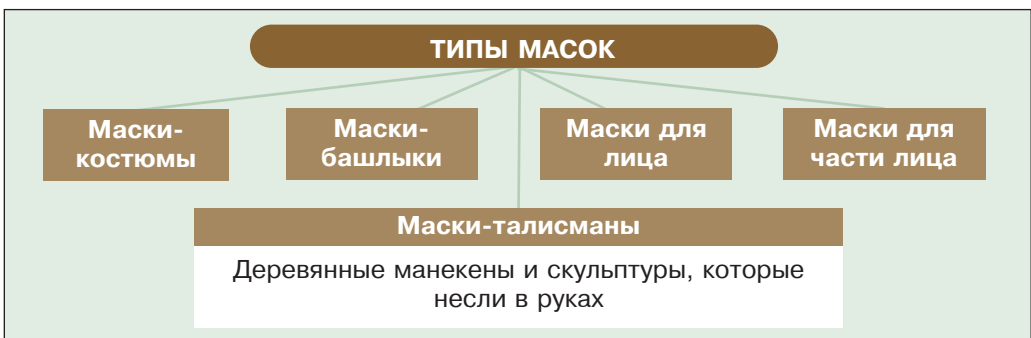 ТИПЫ МАСОК
Маски-
костюмы
Маски-
башлыки
Маски для
лица
Маски для
части лица
Маски-талисманы
Деревянные манекены и скульптуры, которые
несли в руках